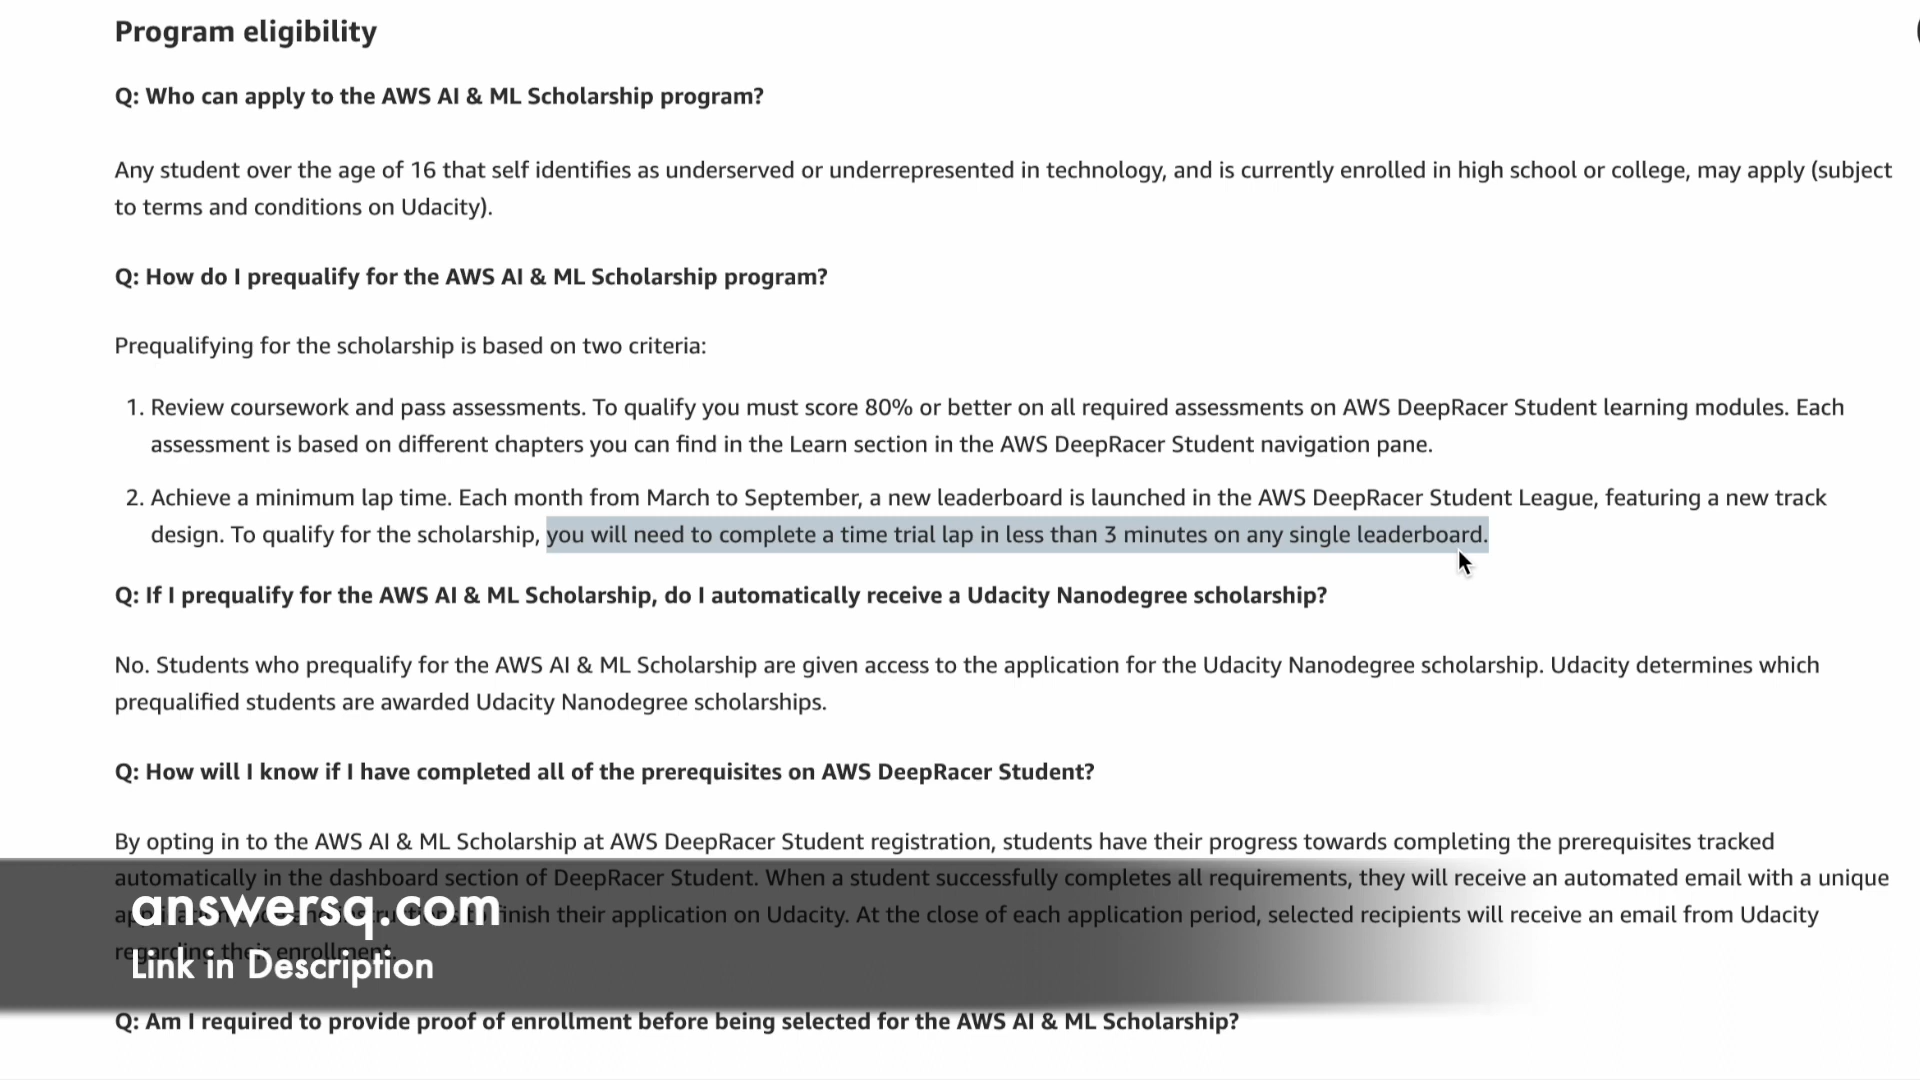 Program eligibility
Q: Who can apply to the AWS AI & ML Scholarship program?
Any student over the age of 16 that self identifies as underserved or underrepresented in technology, and is currently enrolled in high school or college, may apply (subject
to terms and conditions on Udacity).
Q: How do I prequalify for the AWS AI & ML Scholarship program?
Prequalifying for the scholarship is based on two criteria:
1. Review coursework and pass assessments. To qualify you must score 80% or better on all required assessments on AWS DeepRacer Student learning modules. Each
assessment is based on different chapters you can find in the Learn section in the AWS DeepRacer Student navigation pane.
2. Achieve a minimum lap time. Each month from March to September, a new leaderboard is launched in the AWS DeepRacer Student League, featuring a new track
design. To qualify for the scholarship, you will need to complete a time trial lap in less than 3 minutes on any single leaderboard.
Q: If I prequalify for the AWS AI & ML Scholarship, do I automatically receive a Udacity Nanodegree scholarship?
No. Students who prequalify for the AWS AI & ML Scholarship are given access to the application for the Udacity Nanodegree scholarship. Udacity determines which
prequalified students are awarded Udacity Nanodegree scholarships.
Q: How will I know if I have completed all of the prerequisites on AWS DeepRacer Student?
By opting in to the AWS AI & ML Scholarship at AWS DeepRacer Student registration, students have their progress towards completing the prerequisites tracked
automatically in the dashboard section of DeepRacer Student. When a student successfully completes all requirements, they will receive an automated email with a unique
finish their application on Udacity. At the close of each application period, selected recipients will receive an email from Udacity
regarding their enrollment.
answersq.com
Link in Description
Q: Am I required to provide proof of enrollment before being selected for the AWS AI & ML Scholarship?